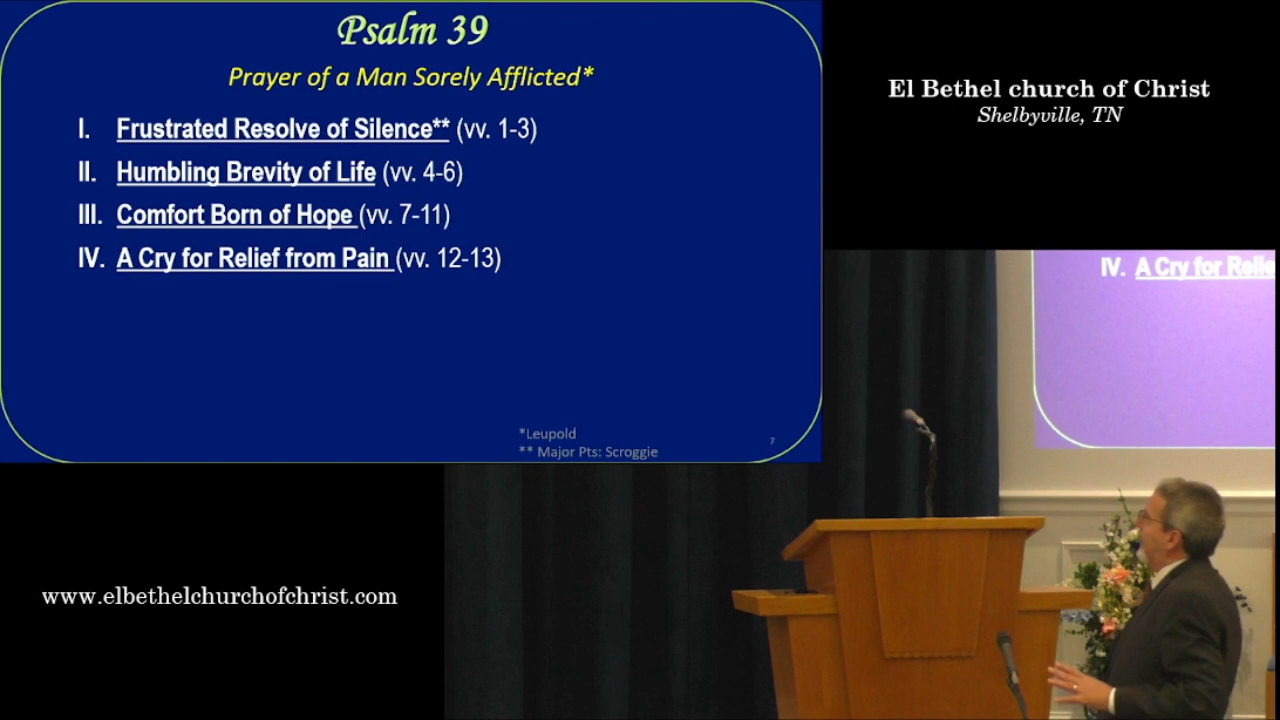 Psalm 39
Prayer of a Man Sorely Afflicted*
I. Frustrated Resolve of Silence** (vv. 1-3)
II. Humbling Brevity of Life (vv. 4-6)
III. Comfort Born of Hope (vv. 7-11)
IV. A Cry for Relief from Pain (vv. 12-13)
*Leupold
** Major Pts: Scroggie
7
El Bethel church of Christ
Shelbyville, TN
IV. A Cry for Relie
www.elbethelchurchofchrist.com